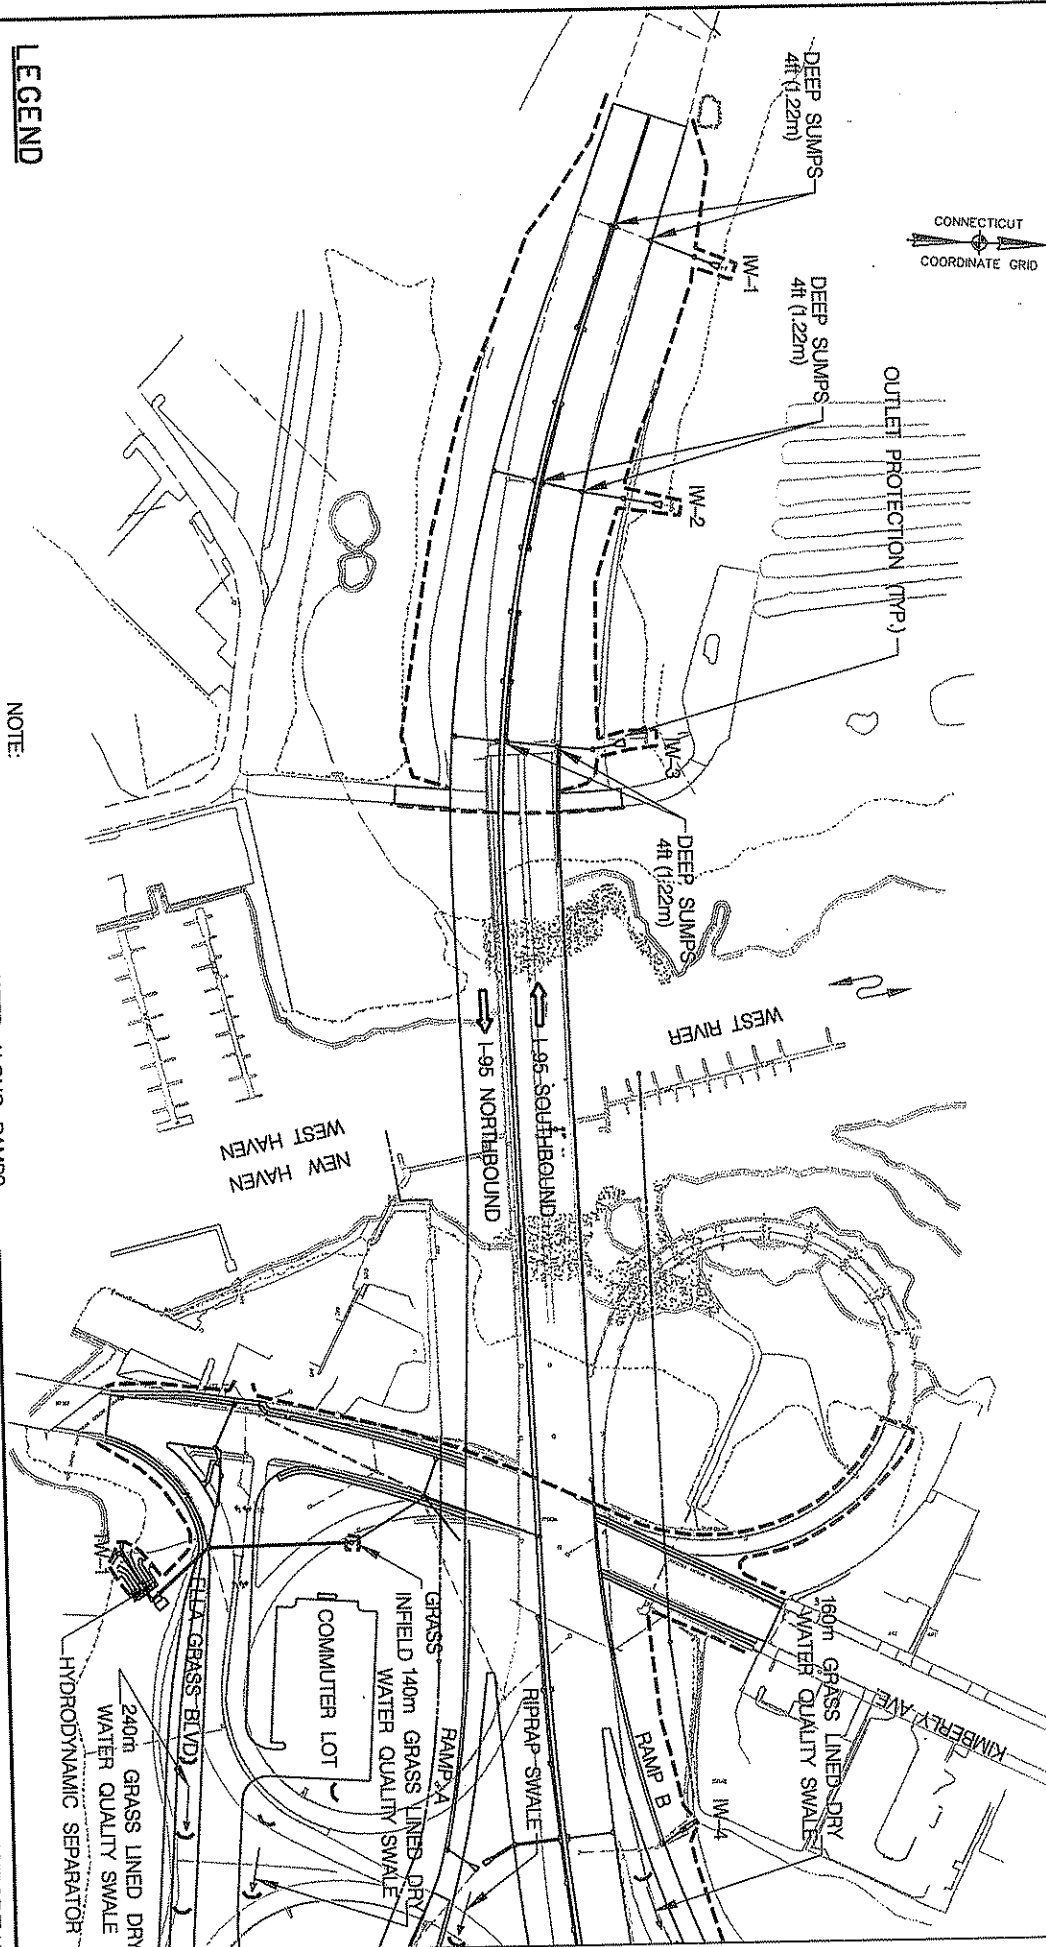 LEGEND
DEEP SUMPS
4ft (1.22m)
IW-1
CONNECTICUT
COORDINATE GRID
DEEP SUMPS
4ft (1.22m)
IW-2
OUTLET PROTECTION (TYP.)
IW-3
DEEP SUMPS
4ft (1.22m)
NOTE:
WEST RIVER
I-95 SOUTHBOUND
I-95 NORTHBOUND
WEST HAVEN
NEW HAVEN
KIMBERLY AVE.
160m GRASS LINED DRY
WATER QUALITY SWALE
IW-4
RAMP B
RIPRAP SWALE
RAMP A
GRASS
INFIELD
140m GRASS LINED DRY
WATER QUALITY SWALE
COMMUTER LOT
ELLA GRASS BLVD
240m GRASS LINED DRY
WATER QUALITY SWALE
HYDRODYNAMIC SEPARATOR